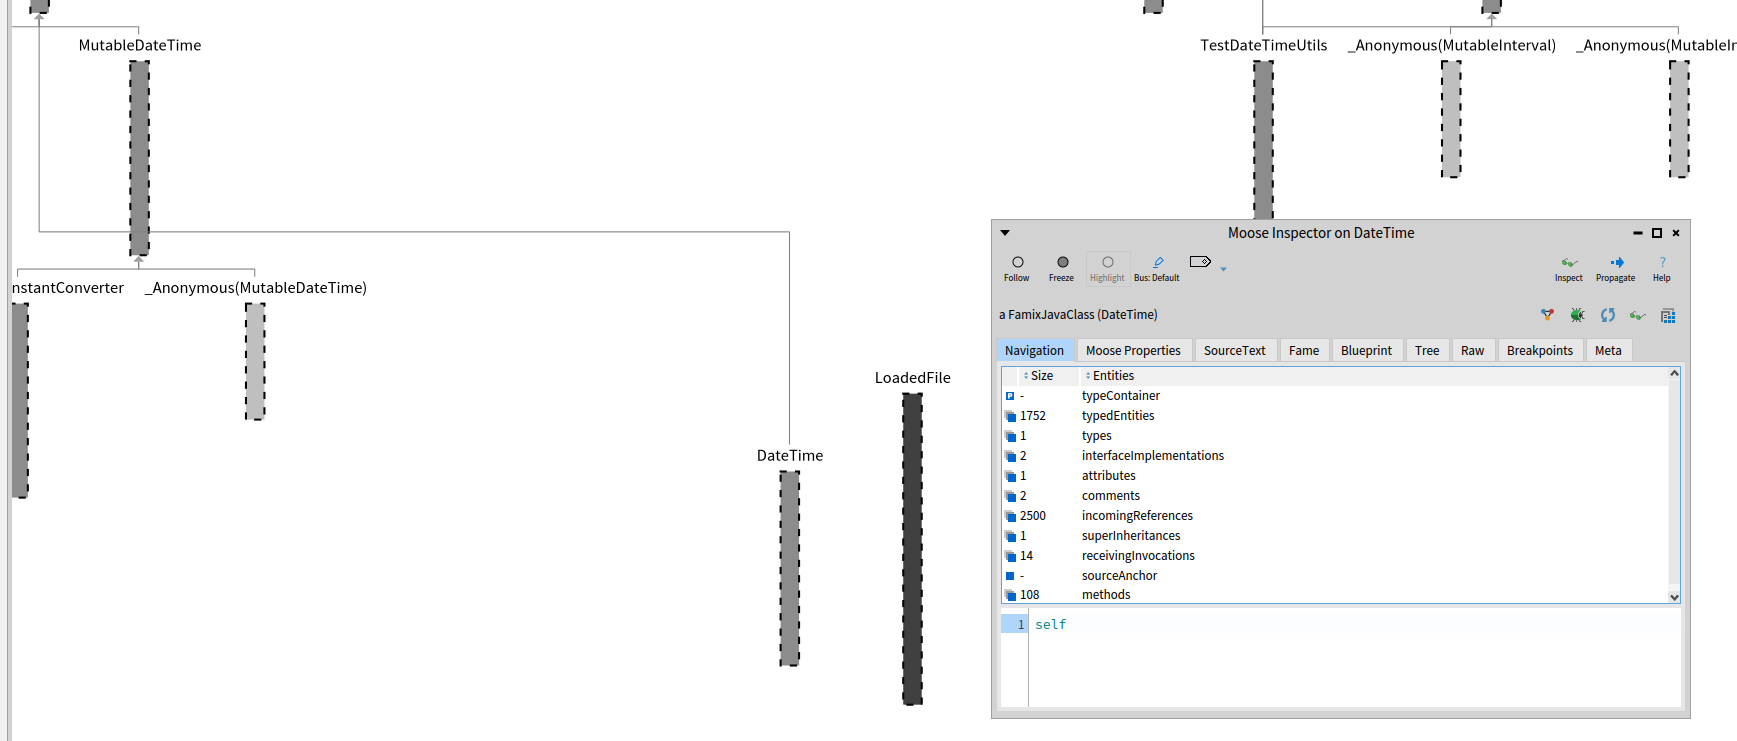 MutableDateTime
TestDateTimeUtils
_Anonymous(MutableInterval)
_Anonymous(MutableIn
nstantConverter
_Anonymous(MutableDateTime)
LoadedFile
DateTime
Moose Inspector on DateTime
Follow Freeze Highlight Bus: Default Inspect Propagate Help
a FamixJavaClass (DateTime)
Navigation Moose Properties SourceText Fame Blueprint Tree Raw Breakpoints Meta
Size Entities
- typeContainer
1752 typedEntities
1 types
2 interfaceImplementations
1 attributes
2 comments
2500 incomingReferences
1 superInheritances
14 receivingInvocations
- sourceAnchor
108 methods
1 self